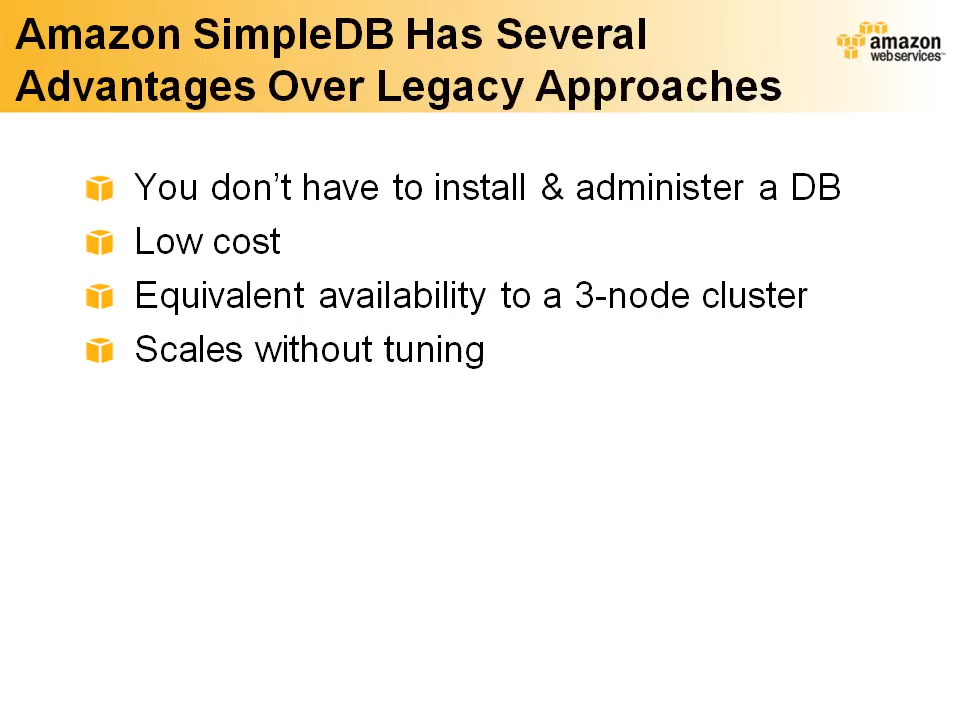 Amazon SimpleDB Has Several
Advantages Over Legacy Approaches
amazon
webservices™
You don’t have to install & administer a DB
Low cost
Equivalent availability to a 3-node cluster
Scales without tuning